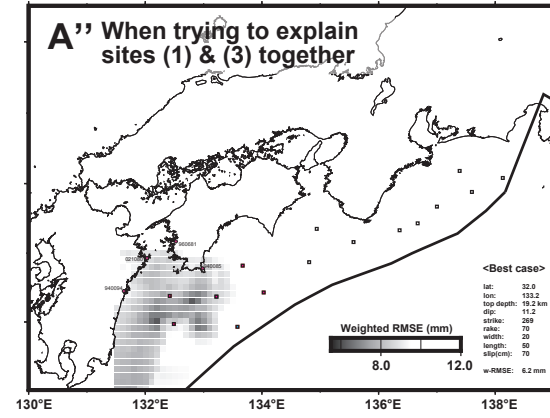 A’’ When trying to explain
sites (1) & (3) together
960681
021087
940085
940094
<Best case>
lat: 32.0
lon: 133.2
top depth: 19.2 km
dip: 11.2
strike: 269
rake: 70
width: 20
length: 50
slip(cm): 70
w-RMSE: 6.2 mm
Weighted RMSE (mm)
8.0 12.0
130°E 132°E 134°E 136°E 138°E